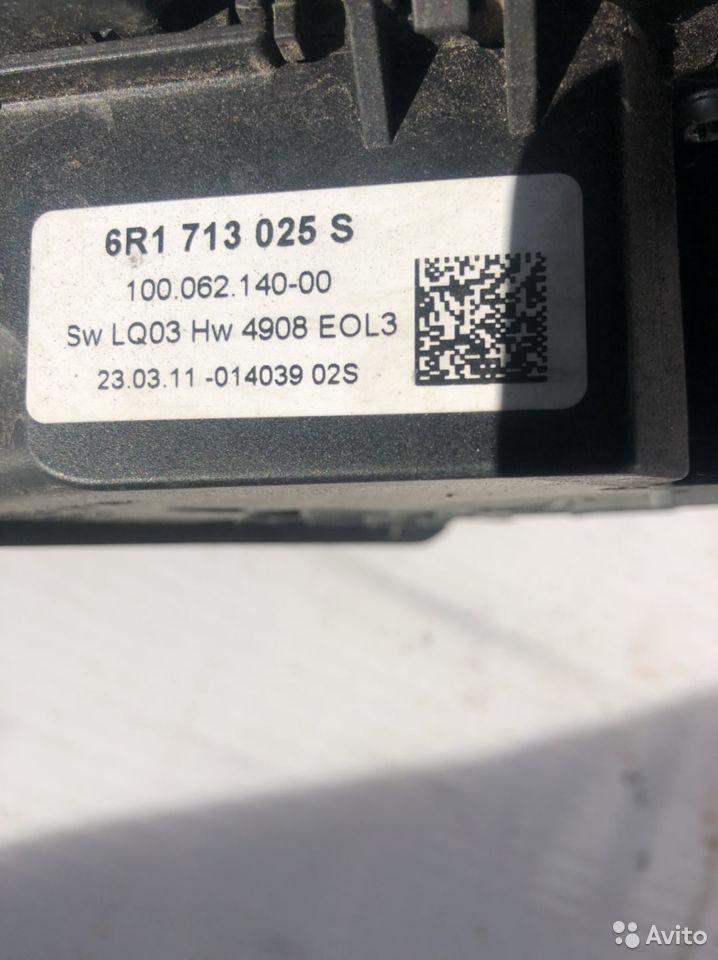 6R1 713 025 S
100.062.140-00
Sw LQ03 Hw 4908 EOL3
23.03.11 -014039 02S
Avito